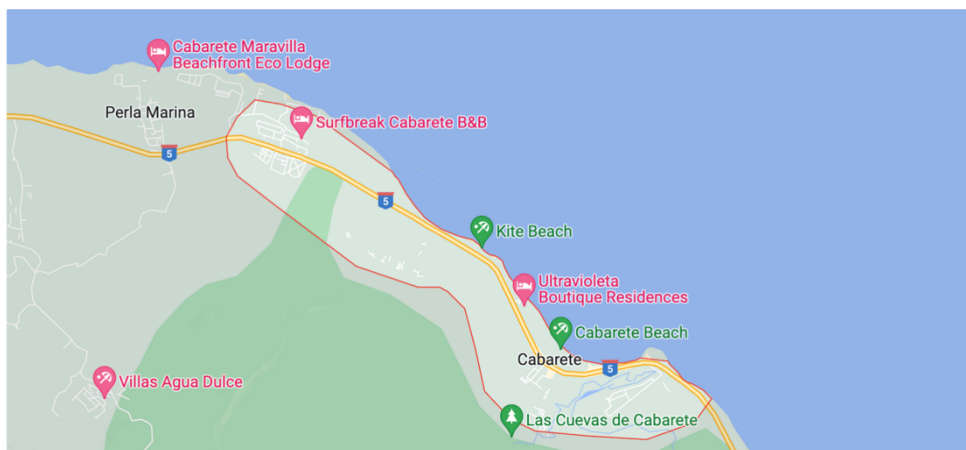 Cabarete Maravilla
Beachfront Eco Lodge
Perla Marina
Surfbreak Cabarete B&B
5
5
Kite Beach
Ultravioleta
Boutique Residences
Cabarete Beach
Cabarete
5
Villas Agua Dulce
Las Cuevas de Cabarete